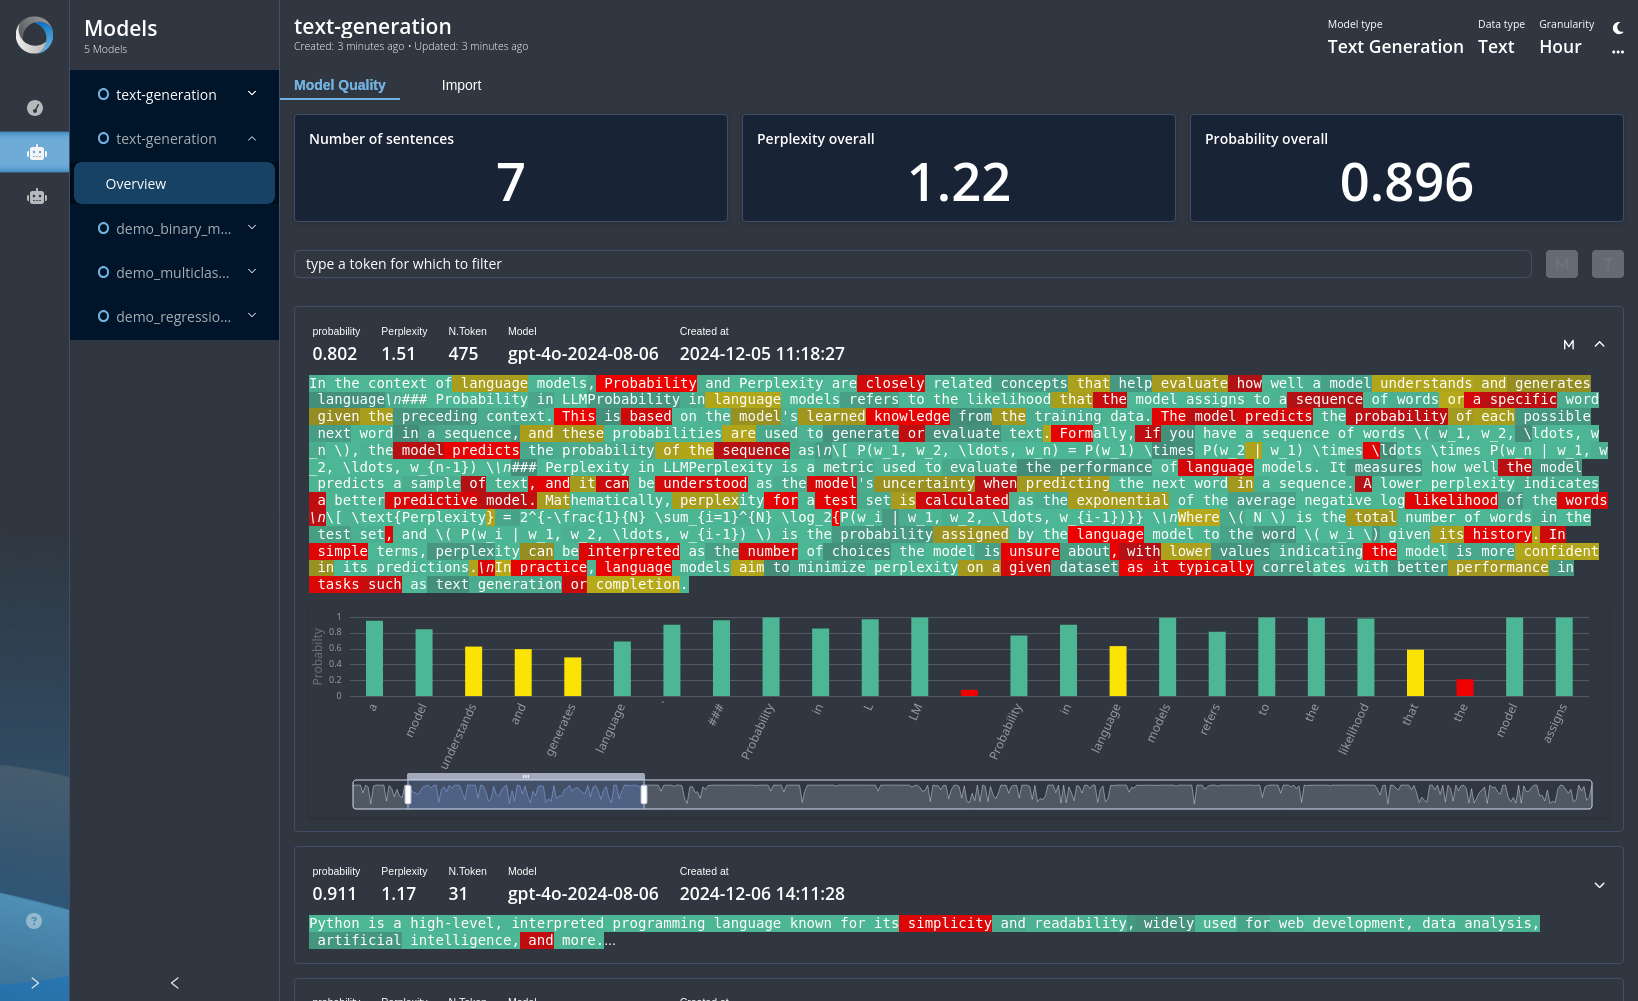 Models
5 Models
text-generation
text-generation
Overview
demo_binary_m...
demo_multiclas...
demo_regressio...
text-generation
Created: 3 minutes ago • Updated: 3 minutes ago
Model type
Text Generation
Data type
Text
Granularity
Hour
Model Quality
Import
Number of sentences
7
Perplexity overall
1.22
Probability overall
0.896
type a token for which to filter
M
T
probability Perplexity N.Token Model Created at
0.802 1.51 475 gpt-4o-2024-08-06 2024-12-05 11:18:27
M
In the context of language models, Probability and Perplexity are closely related concepts that help evaluate how well a model understands and generates
language\n### Probability in LLMProbability in language models refers to the likelihood that the model assigns to a sequence of words or a specific word
given the preceding context. This is based on the model's learned knowledge from the training data. The model predicts the probability of each possible
next word in a sequence, and these probabilities are used to generate or evaluate text. Formally, if you have a sequence of words \( w_1, w_2, \ldots, w
_n \), the model predicts the probability of the sequence as\n\[ P(w_1, w_2, \ldots, w_n) = P(w_1) \times P(w_2 | w_1) \times \ldots \times P(w_n | w_1, w
_2, \ldots, w_{n-1}) \\n### Perplexity in LLMPerplexity is a metric used to evaluate the performance of language models. It measures how well the model
predicts a sample of text, and it can be understood as the model's uncertainty when predicting the next word in a sequence. A lower perplexity indicates
a better predictive model. Mathematically, perplexity for a test set is calculated as the exponential of the average negative log likelihood of the words
\n\[ \text{Perplexity} = 2^{-\frac{1}{N} \sum_{i=1}^{N} \log_2{P(w_i | w_1, w_2, \ldots, w_{i-1})}} \\nWhere \( N \) is the total number of words in the
test set, and \( P(w_i | w_1, w_2, \ldots, w_{i-1}) \) is the probability assigned by the language model to the word \( w_i \) given its history. In
simple terms, perplexity can be interpreted as the number of choices the model is unsure about, with lower values indicating the model is more confident
in its predictions.\nIn practice, language models aim to minimize perplexity on a given dataset as it typically correlates with better performance in
tasks such as text generation or completion.
Probabilty
1
0.8
0.6
0.4
0.2
0
a
model
understands
and
generates
language
.
###
Probability
in
L
LM
Probability
in
language
models
refers
to
the
likelihood
that
the
model
assigns
probability Perplexity N.Token Model Created at
0.911 1.17 31 gpt-4o-2024-08-06 2024-12-06 14:11:28
Python is a high-level, interpreted programming language known for its simplicity and readability, widely used for web development, data analysis,
artificial intelligence, and more....
probability Perplexity N.Token Model Created at